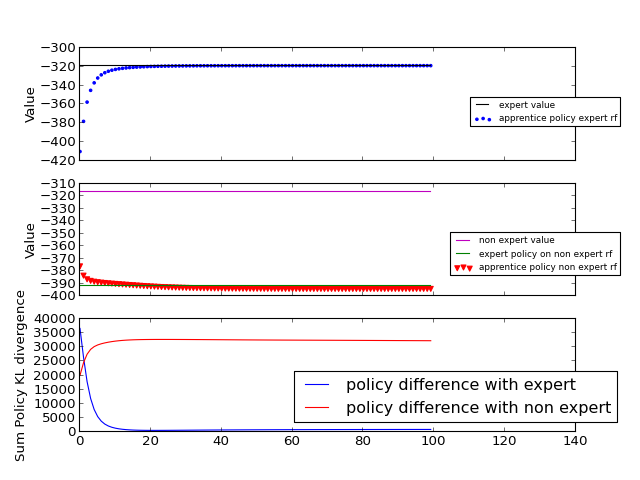 −300
−320
−340
−360
−380
−400
−420
Value
expert value
apprentice policy expert rf
−310
−320
−330
−340
−350
−360
−370
−380
−390
−400
Value
non expert value
expert policy on non expert rf
apprentice policy non expert rf
40000
35000
30000
25000
20000
15000
10000
5000
0
Sum Policy KL divergence
policy difference with expert
policy difference with non expert
0 20 40 60 80 100 120 140